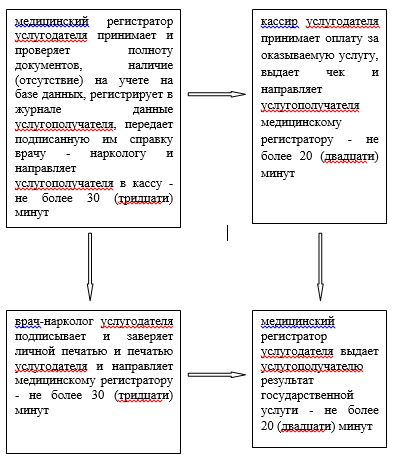 медицинский регистратор
услугодателя принимает и
проверяет полноту
документов, наличие
(отсутствие) на учете на
базе данных, регистрирует в
журнале данные
услугополучателя, передает
подписанную им справку
врачу - наркологу и
направляет
услугополучателя в кассу -
не более 30 (тридцати)
минут
кассир услугодателя
принимает оплату за
оказываемую услугу,
выдает чек и
направляет
услугополучателя
медицинскому
регистратору - не
более 20 (двадцати)
минут
врач-нарколог услугодателя
подписывает и заверяет
личной печатью и печатью
услугодателя и направляет
медицинскому регистратору
- не более 30 (тридцати)
минут
медицинский
регистратор
услугодателя выдает
услугополучателю
результат
государственной
услуги - не более
20 (двадцати) минут